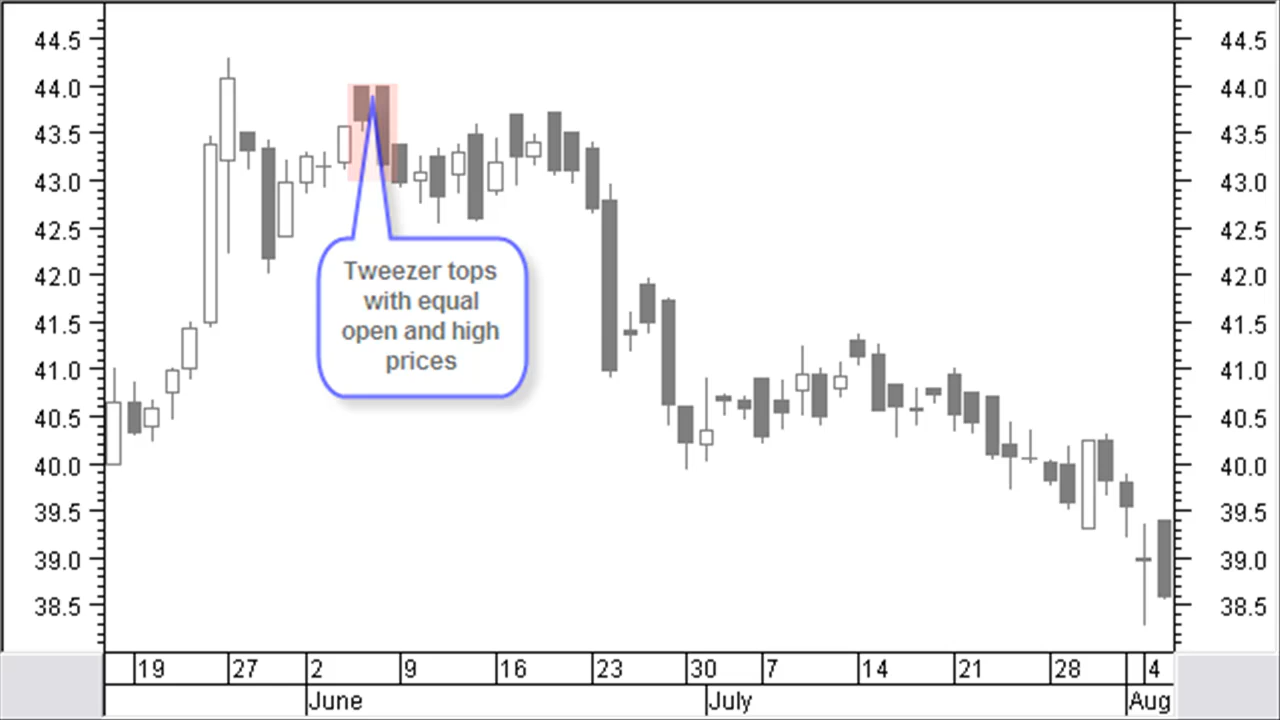 44.5 44.5
44.0 44.0
43.5 43.5
43.0 43.0
42.5 42.5
42.0 42.0
41.5 41.5
41.0 41.0
40.5 40.5
40.0 40.0
39.5 39.5
39.0 39.0
38.5 38.5
Tweezer tops
with equal
open and high
prices
19 27 2 9 16 23 30 7 14 21 28 4
June July Aug